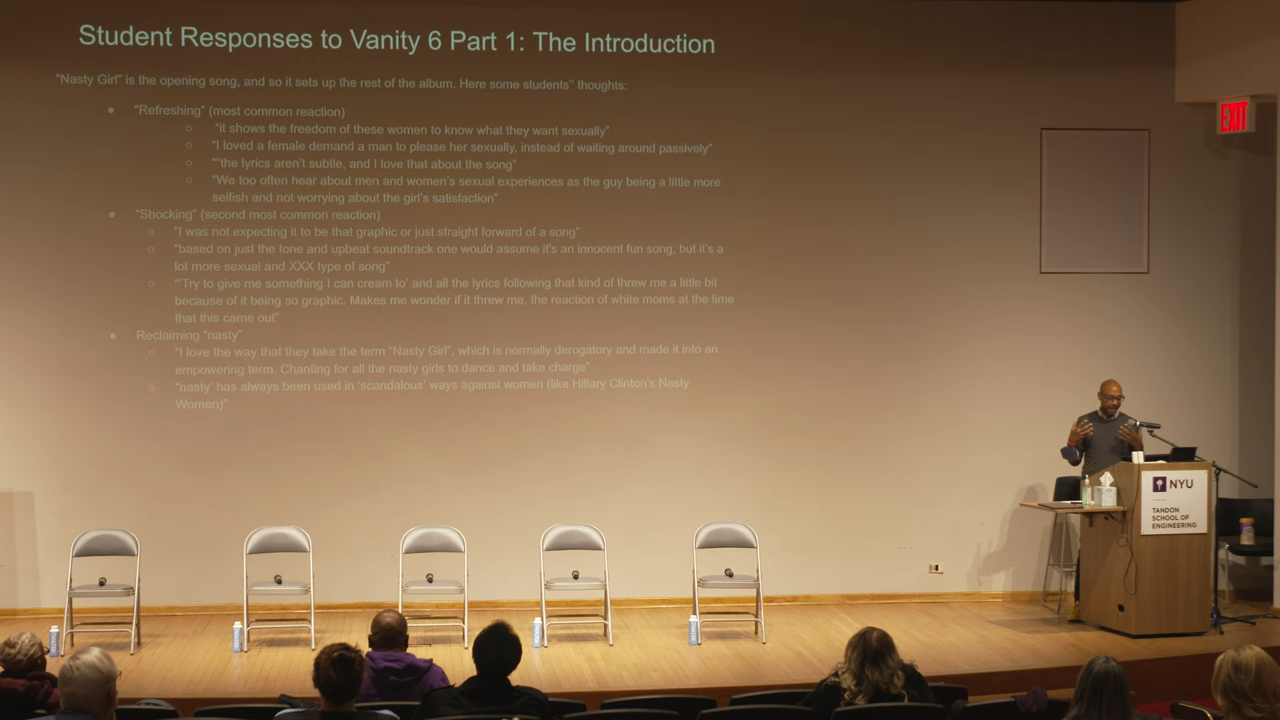 Student Responses to Vanity 6 Part 1: The Introduction
"Nasty Girl" is the opening song, and so it sets up the rest of the album. Here some students'' thoughts:
"Refreshing" (most common reaction)
"it shows the freedom of these women to know what they want sexually"
"I loved a female demand a man to please her sexually, instead of waiting around passively"
""the lyrics aren't subtle, and I love that about the song"
"We too often hear about men and women's sexual experiences as the guy being a little more
selfish and not worrying about the girl's satisfaction"
"Shocking" (second most common reaction)
"I was not expecting it to be that graphic or just straight forward of a song"
"based on just the tone and upbeat soundtrack one would assume it's an innocent fun song, but it's a
lot more sexual and XXX type of song"
"'Try to give me something I can cream to' and all the lyrics following that kind of threw me a little bit
because of it being so graphic. Makes me wonder if it threw me, the reaction of white moms at the time
that this came out"
Reclaiming "nasty"
"I love the way that they take the term "Nasty Girl", which is normally derogatory and made it into an
empowering term. Chanting for all the nasty girls to dance and take charge"
"'nasty' has always been used in 'scandalous' ways against women (like Hillary Clinton's Nasty
Women)"
EXIT
NYU
TANDON
SCHOOL OF
ENGINEERING